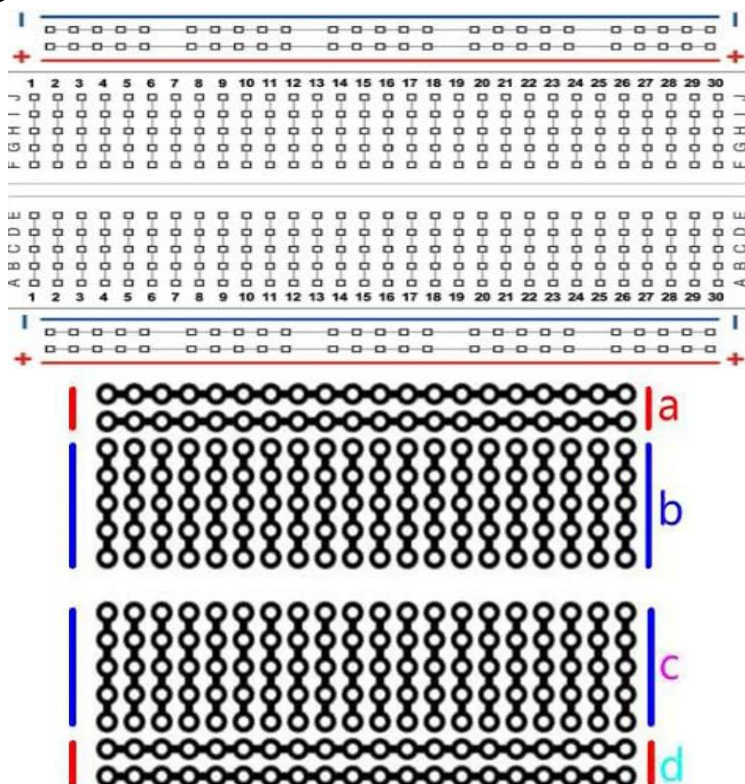 − −
+ +
1 2 3 4 5 6 7 8 9 10 11 12 13 14 15 16 17 18 19 20 21 22 23 24 25 26 27 28 29 30
J J
I I
H H
G G
F F
E E
D D
C C
B B
A A
1 2 3 4 5 6 7 8 9 10 11 12 13 14 15 16 17 18 19 20 21 22 23 24 25 26 27 28 29 30
− −
+ +
a
b
c
d